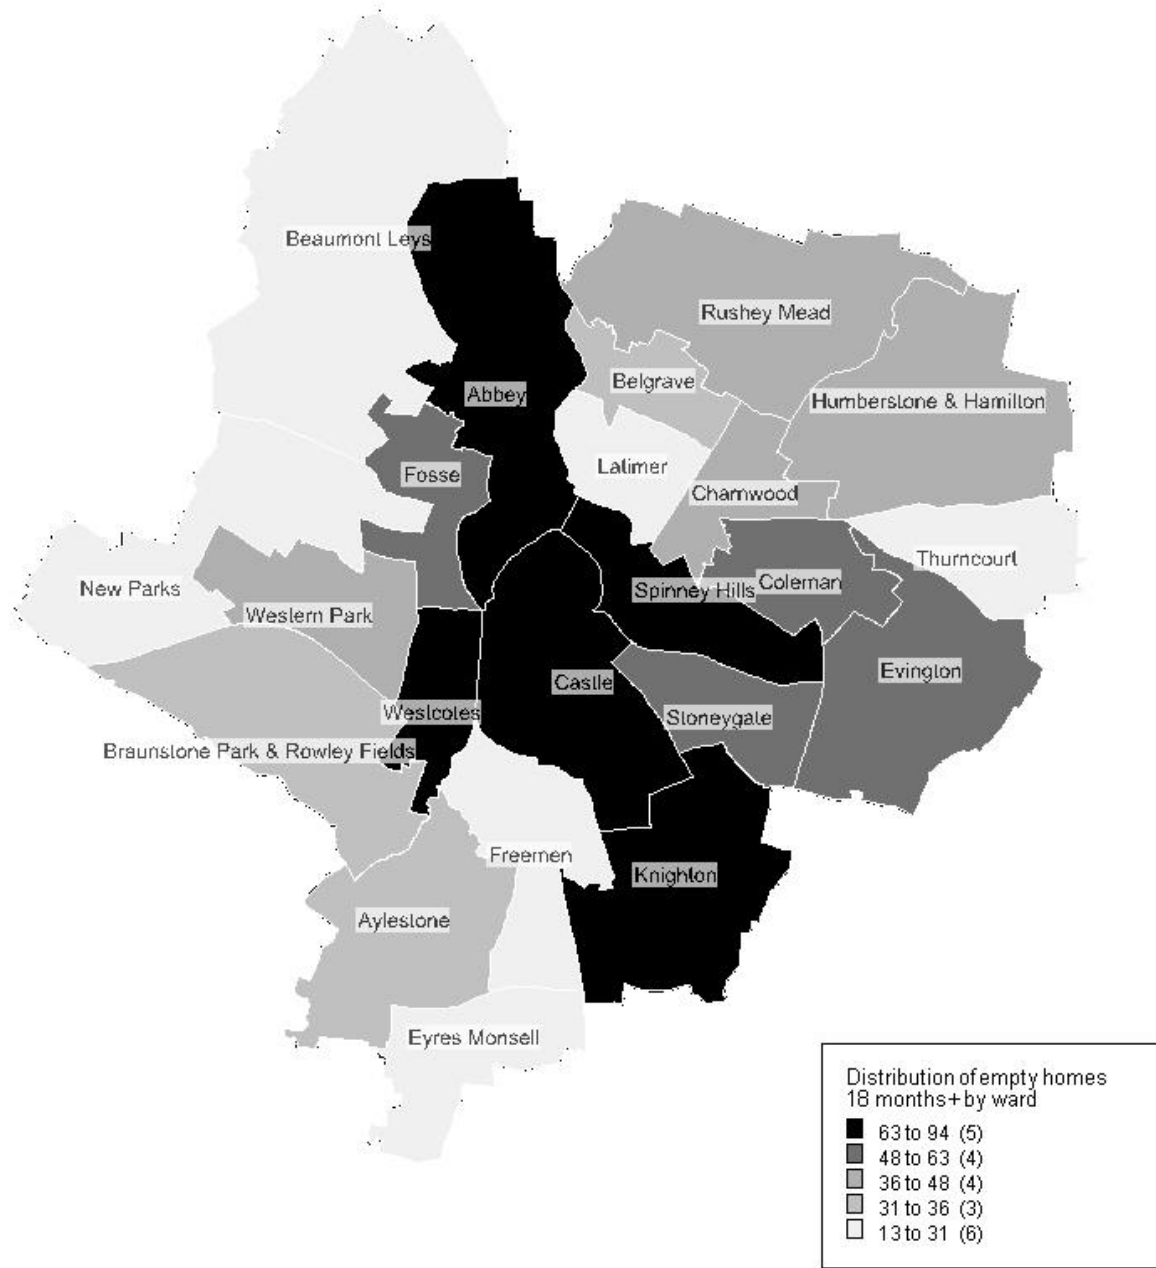 Beaumont Leys
Rushey Mead
Belgrave
Abbey
Humberstone & Hamilton
Latimer
Fosse
Charnwood
Thurncourt
Coleman
New Parks
Spinney Hills
Western Park
Evington
Castle
Westcotes
Stoneygate
Braunstone Park & Rowley Fields
Freemen
Knighton
Aylestone
Eyres Monsell
Distribution of empty homes
18 months+ by ward
63 to 94 (5)
48 to 63 (4)
36 to 48 (4)
31 to 36 (3)
13 to 31 (6)